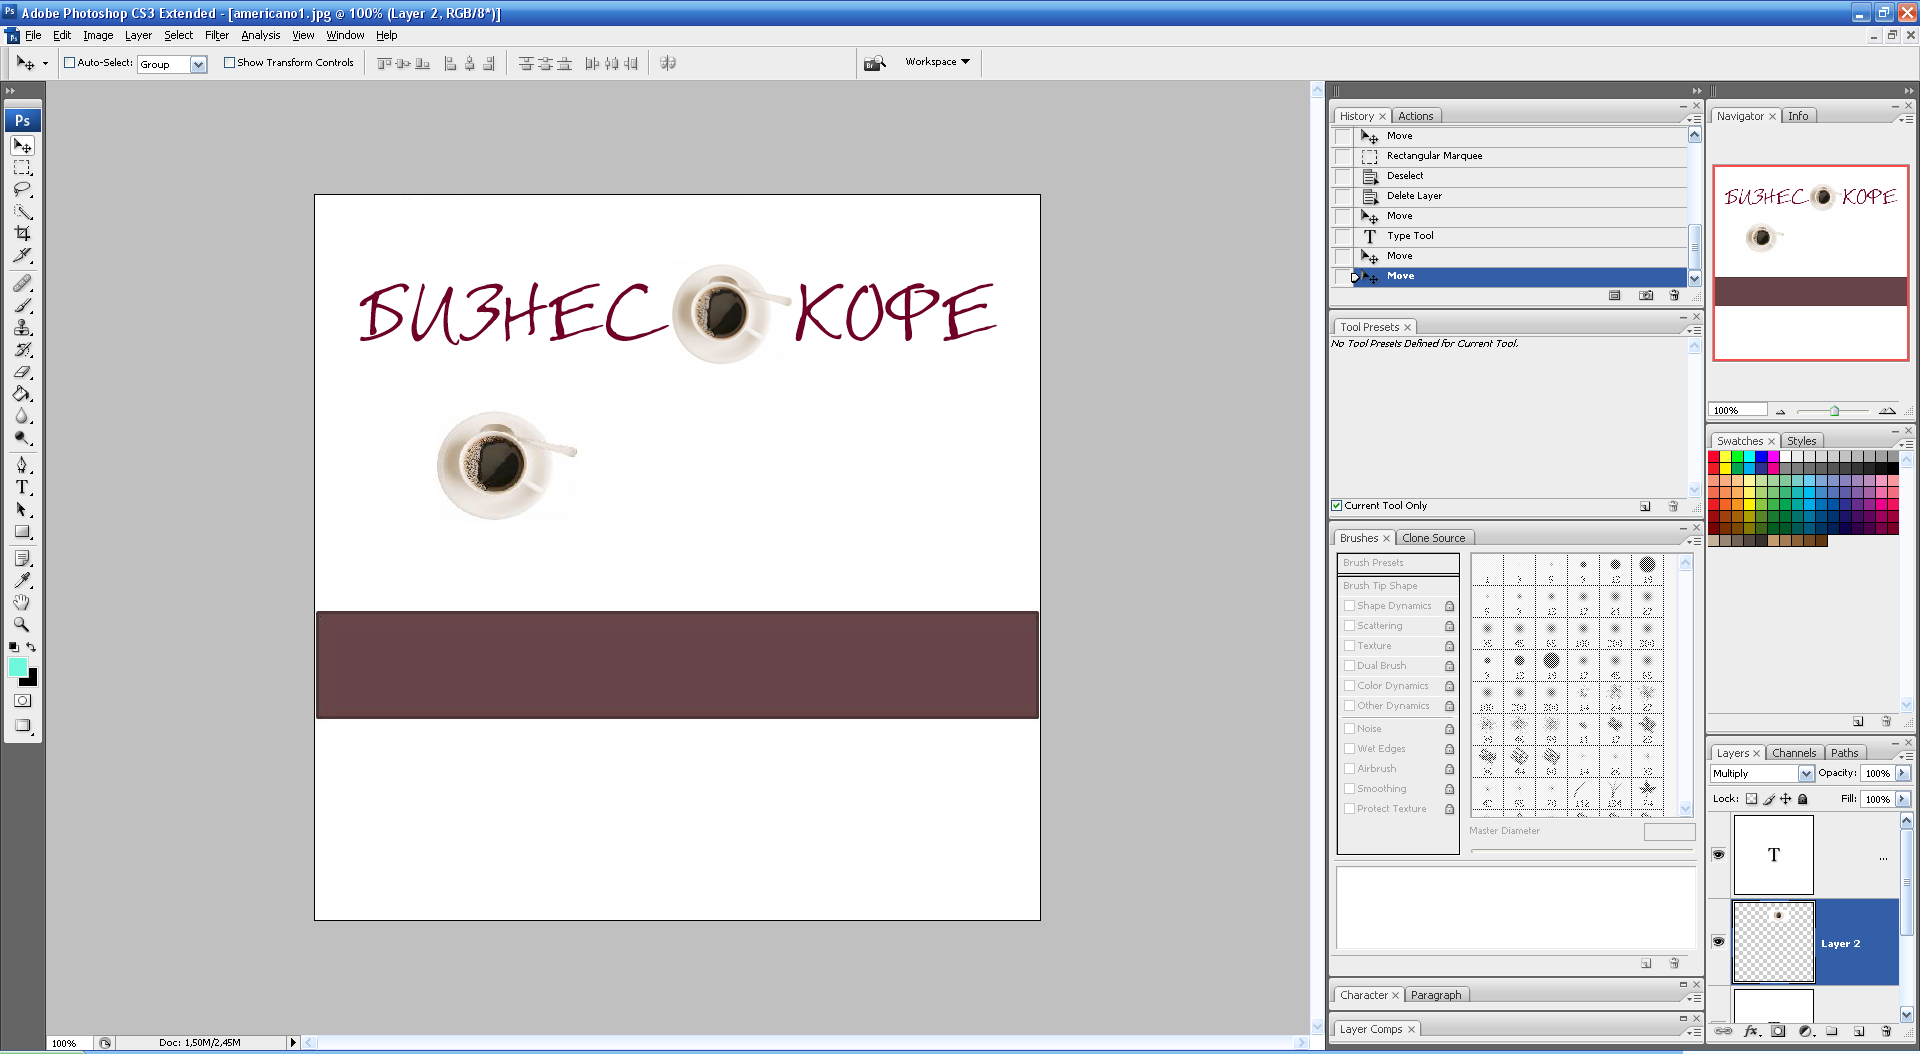 Adobe Photoshop CS3 Extended - [americano1.jpg @ 100% (Layer 2, RGB/8*)]
File Edit Image Layer Select Filter Analysis View Window Help
Auto-Select: Group Show Transform Controls Workspace
Ps
БИЗНЕС КОФЕ
100% Doc: 1,50M/2,45M
History Actions
Move
Rectangular Marquee
Deselect
Delete Layer
Move
Type Tool
Move
Move
Tool Presets
No Tool Presets Defined for Current Tool.
Current Tool Only
Brushes Clone Source
Brush Presets
Brush Tip Shape
Shape Dynamics
Scattering
Texture
Dual Brush
Color Dynamics
Other Dynamics
Noise
Wet Edges
Airbrush
Smoothing
Protect Texture
Master Diameter
Character Paragraph
Layer Comps
Navigator Info
БИЗНЕС КОФЕ
100%
Swatches Styles
Layers Channels Paths
Multiply Opacity: 100%
Lock: Fill: 100%
T ...
Layer 2